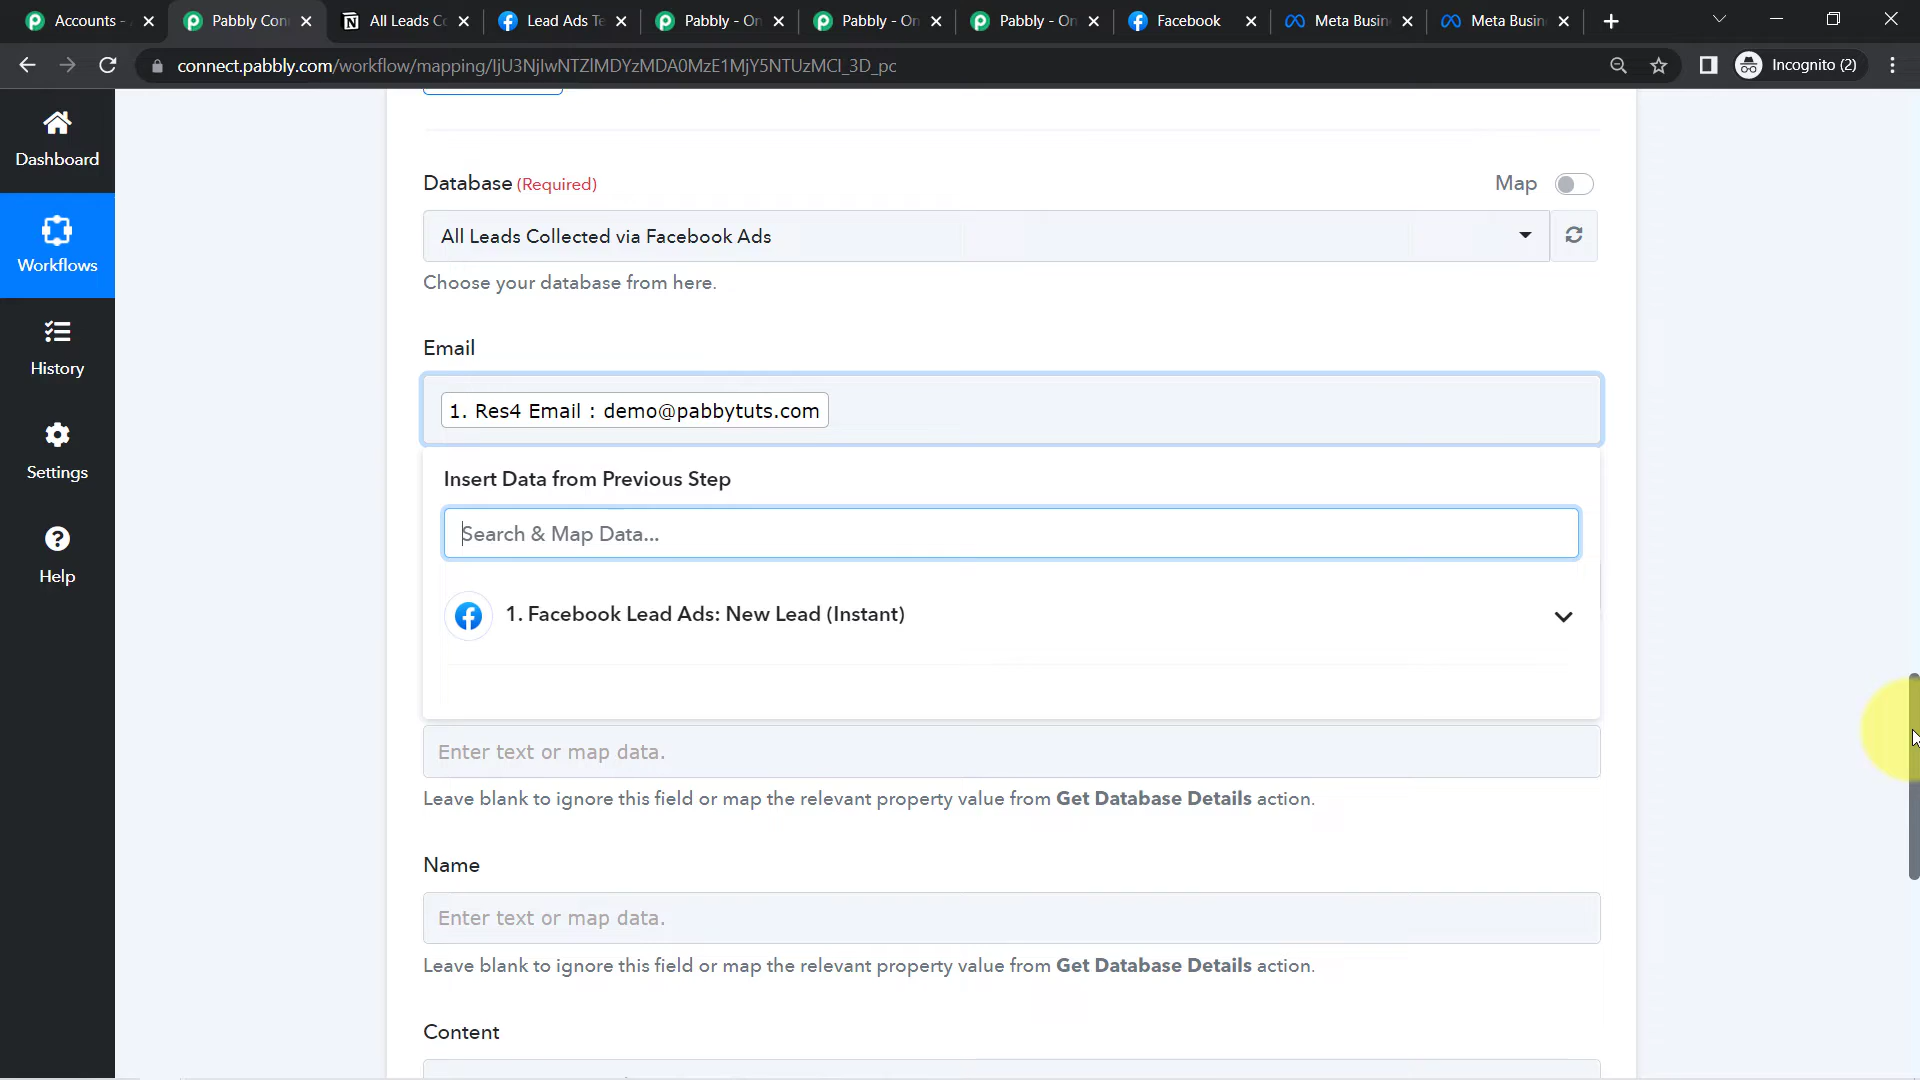 Accounts -
Pabbly Con
All Leads Co
Lead Ads Te
Pabbly - On
Pabbly - On
Pabbly - On
Facebook
Meta Busin
Meta Busin
connect.pabbly.com/workflow/mapping/IjU3NjIwNTZlMDYzMDA0MzE1MjY5NTUzMCI_3D_pc
Incognito (2)
Dashboard
Workflows
History
Settings
Help
Database (Required)
Map
All Leads Collected via Facebook Ads
Choose your database from here.
Email
1. Res4 Email : demo@pabbytuts.com
Insert Data from Previous Step
Search & Map Data...
1. Facebook Lead Ads: New Lead (Instant)
Enter text or map data.
Leave blank to ignore this field or map the relevant property value from Get Database Details action.
Name
Enter text or map data.
Leave blank to ignore this field or map the relevant property value from Get Database Details action.
Content